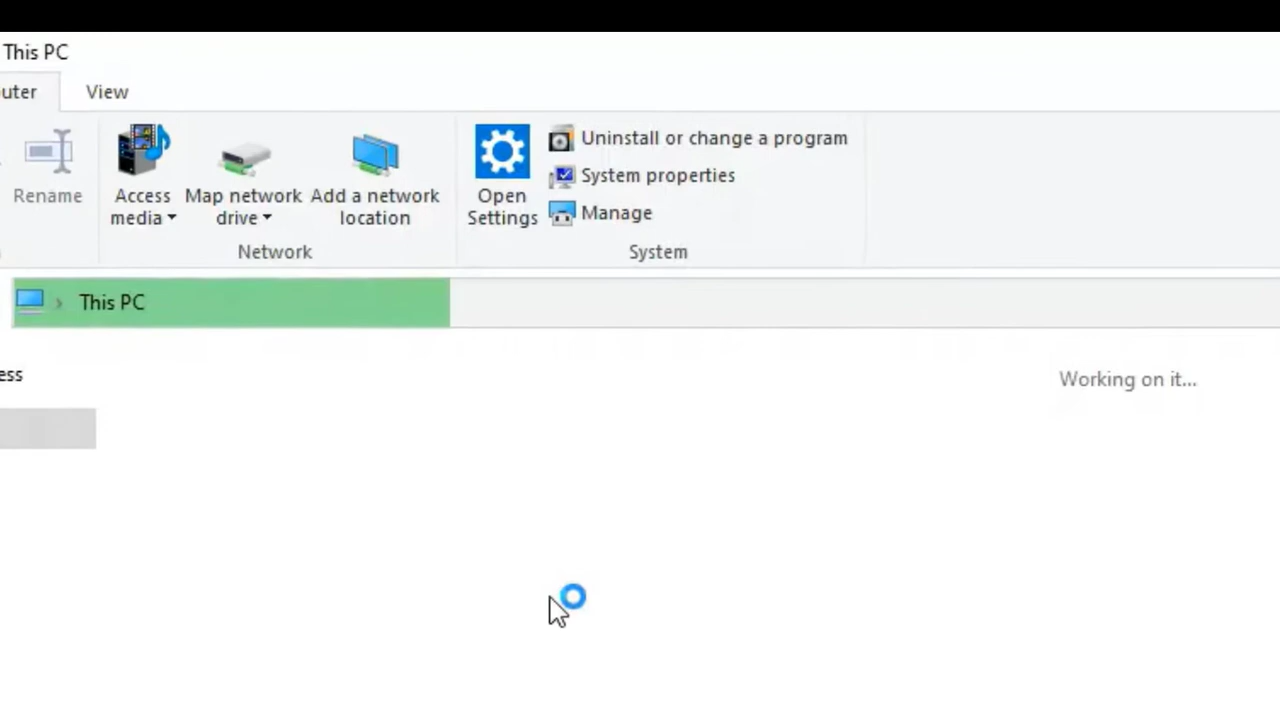 This PC
uter
View
Rename
Access media
Map network drive
Add a network location
Network
Open Settings
Uninstall or change a program
System properties
Manage
System
This PC
ess
Working on it...